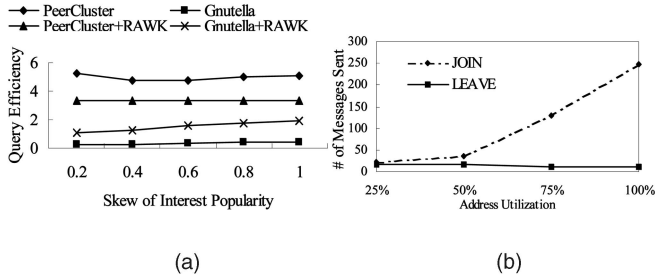 PeerCluster
Gnutella
PeerCluster+RAWK
Gnutella+RAWK
Query Efficiency
6
4
2
0
0.2 0.4 0.6 0.8 1
Skew of Interest Popularity
(a)
# of Messages Sent
300
250
200
150
100
50
0
JOIN
LEAVE
25% 50% 75% 100%
Address Utilization
(b)